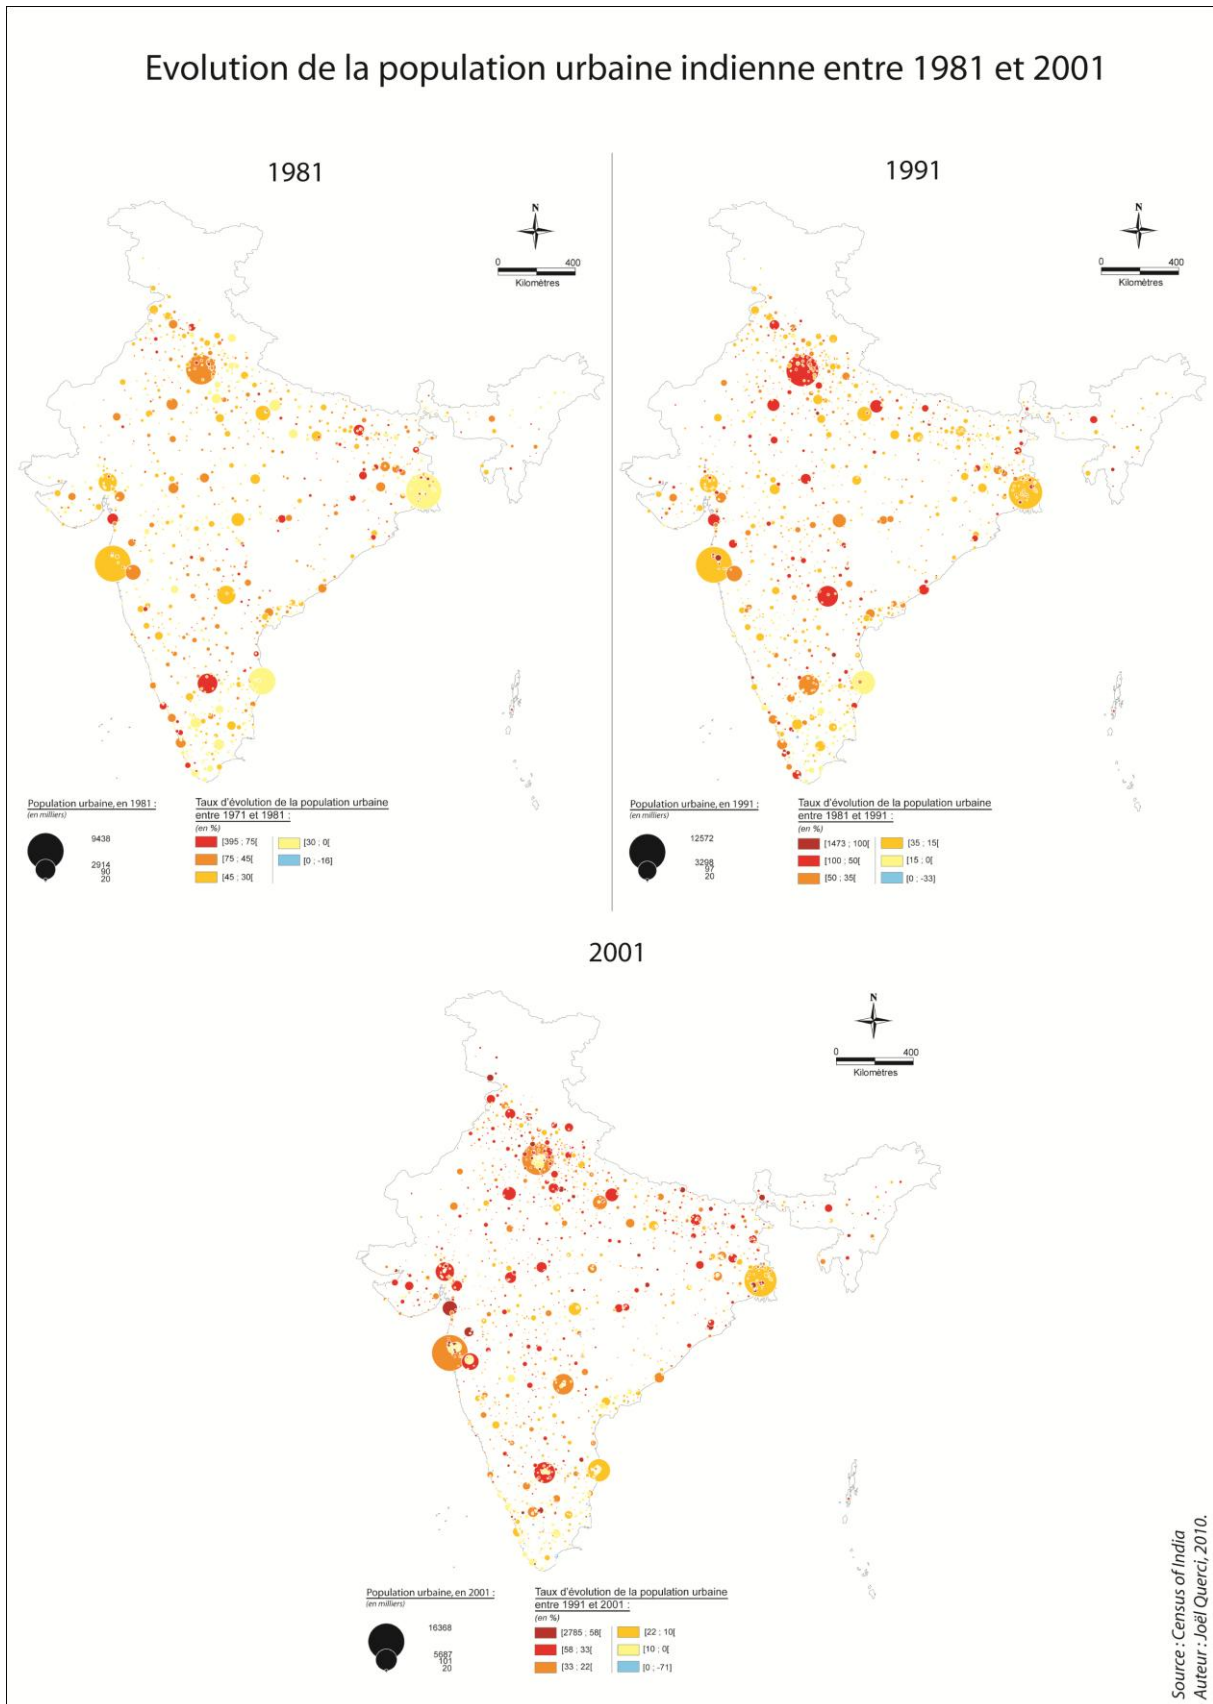 Evolution de la population urbaine indienne entre 1981 et 2001
1981
N
0 400
Kilomètres
Population urbaine, en 1981 :
(en milliers)
9438
2914
90
20
Taux d'évolution de la population urbaine
entre 1971 et 1981 :
(en %)
[395 ; 75[
[75 ; 45[
[45 ; 30[
[30 ; 0[
[0 ; -16]
1991
N
0 400
Kilomètres
Population urbaine, en 1991 :
(en milliers)
12572
3298
97
20
Taux d'évolution de la population urbaine
entre 1981 et 1991 :
(en %)
[1473 ; 100[
[100 ; 50[
[50 ; 35[
[35 ; 15[
[15 ; 0[
[0 ; -33]
2001
N
0 400
Kilomètres
Population urbaine, en 2001 :
(en milliers)
16368
5687
101
20
Taux d'évolution de la population urbaine
entre 1991 et 2001 :
(en %)
[2785 ; 58[
[58 ; 33[
[33 ; 22[
[22 ; 10[
[10 ; 0[
[0 ; -71]
Source : Census of India
Auteur : Joël Querci, 2010.